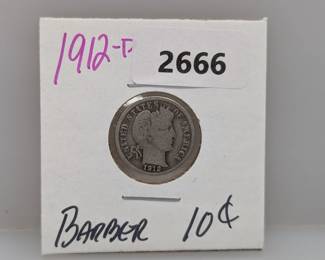 1912-D
2666
UNITED STATES OF AMERICA
1912
BARBER 10¢